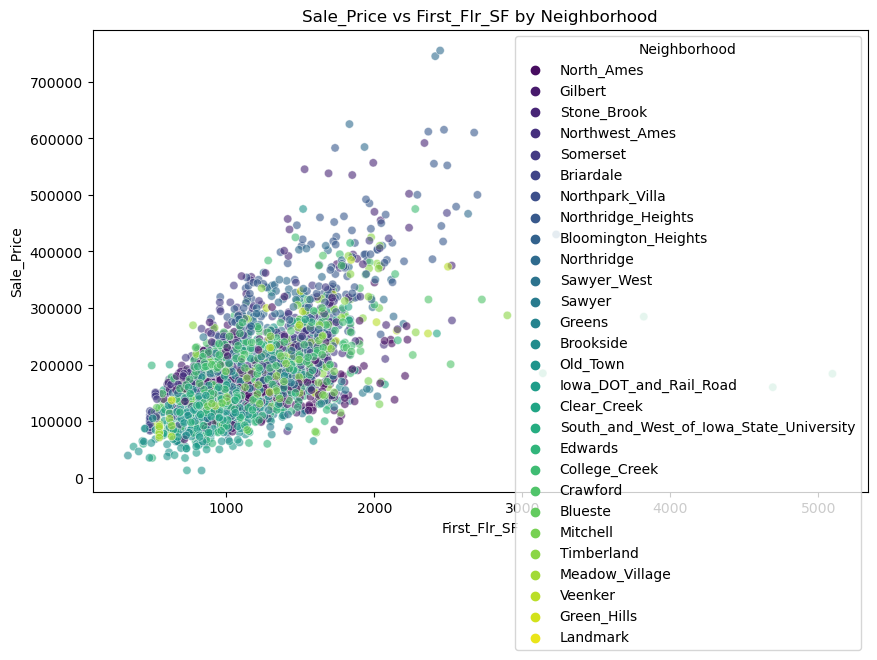 Sale_Price vs First_Flr_SF by Neighborhood
Neighborhood
North_Ames
Gilbert
Stone_Brook
Northwest_Ames
Somerset
Briardale
Northpark_Villa
Northridge_Heights
Bloomington_Heights
Northridge
Sawyer_West
Sawyer
Greens
Brookside
Old_Town
Iowa_DOT_and_Rail_Road
Clear_Creek
South_and_West_of_Iowa_State_University
Edwards
College_Creek
Crawford
Blueste
Mitchell
Timberland
Meadow_Village
Veenker
Green_Hills
Landmark
Sale_Price
700000
600000
500000
400000
300000
200000
100000
0
1000 2000 3000 4000 5000
First_Flr_SF